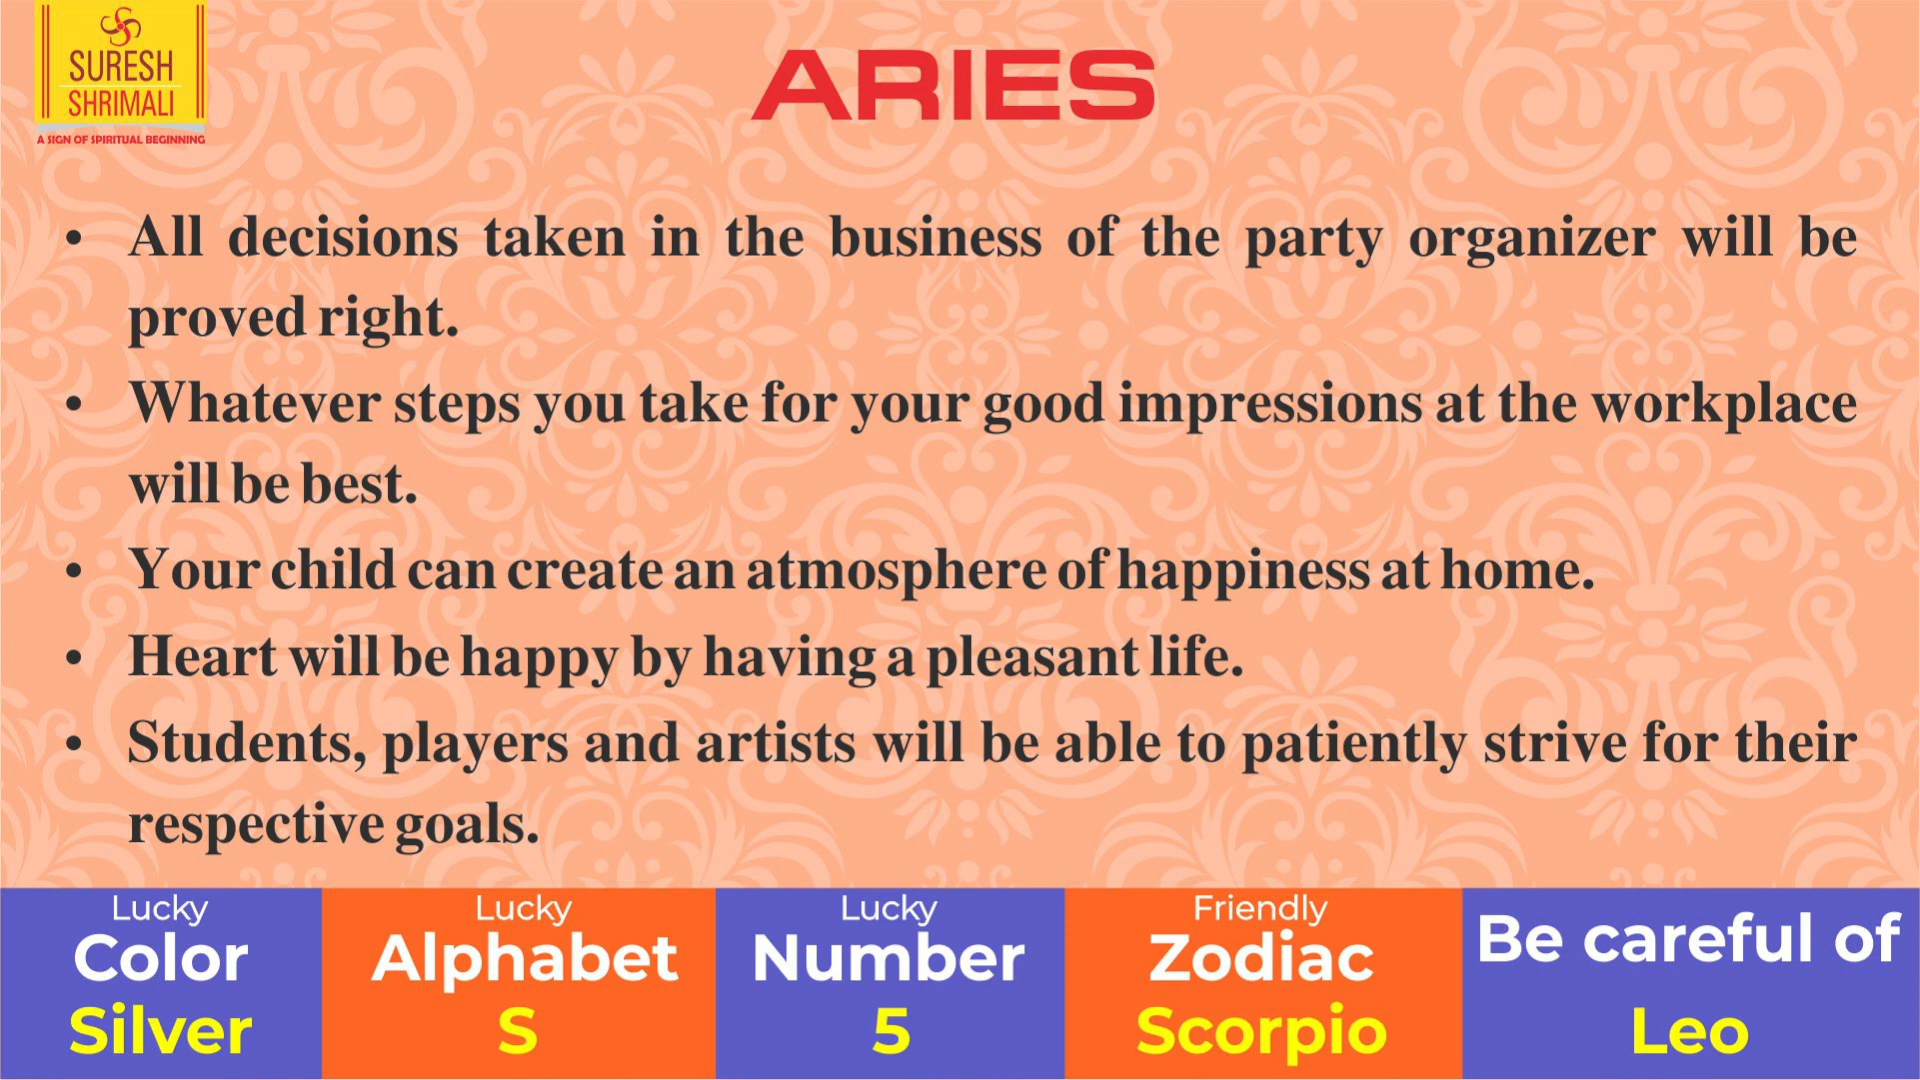 SURESH
SHRIMALI
A SIGN OF SPIRITUAL BEGINNING
ARIES
• All decisions taken in the business of the party organizer will be
proved right.
• Whatever steps you take for your good impressions at the workplace
will be best.
• Your child can create an atmosphere of happiness at home.
• Heart will be happy by having a pleasant life.
• Students, players and artists will be able to patiently strive for their
respective goals.
Lucky
Color
Silver
Lucky
Alphabet
S
Lucky
Number
5
Friendly
Zodiac
Scorpio
Be careful of
Leo